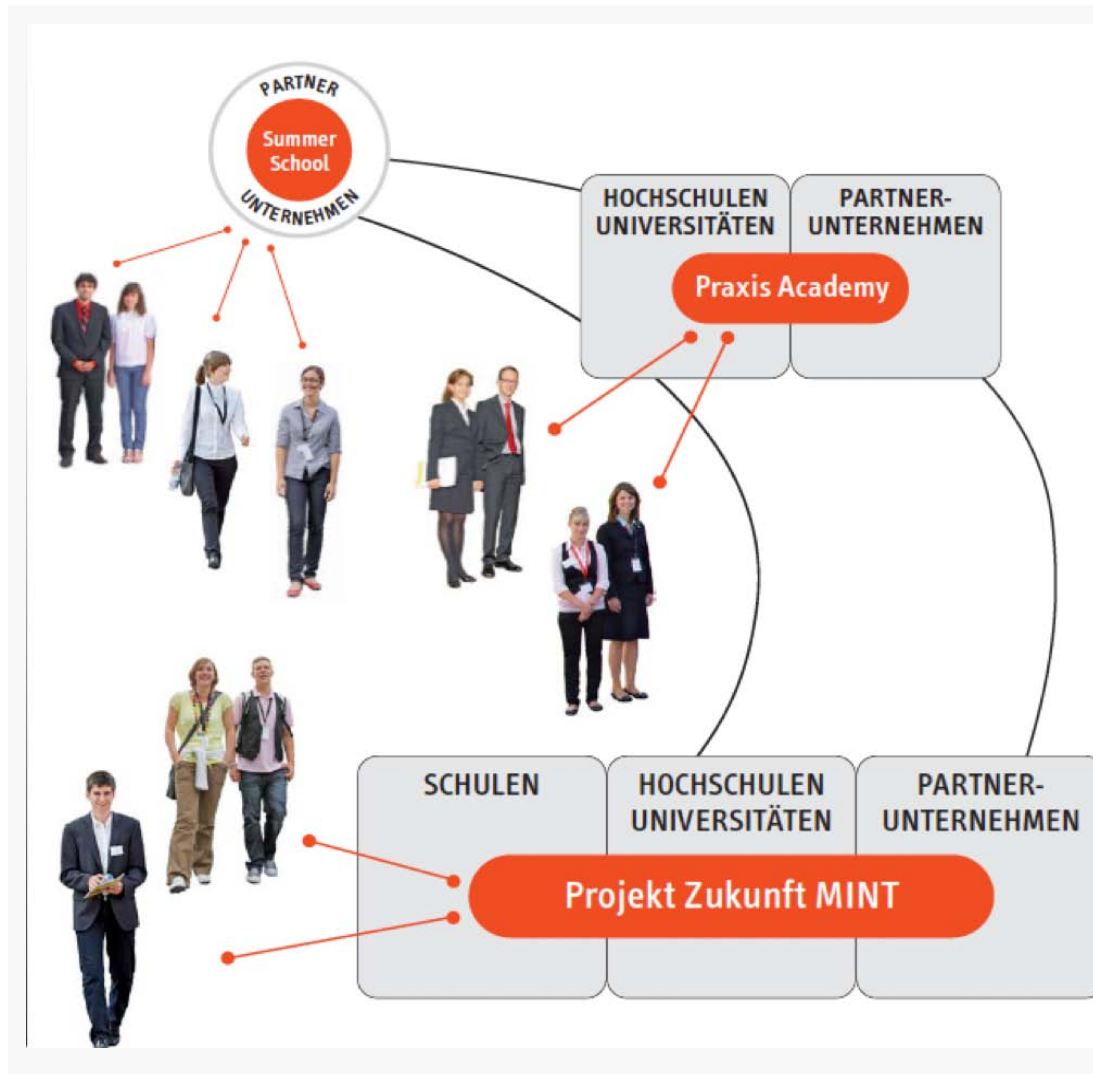 PARTNER
Summer
School
UNTERNEHMEN
HOCHSCHULEN
UNIVERSITÄTEN
PARTNER-
UNTERNEHMEN
Praxis Academy
SCHULEN
HOCHSCHULEN
UNIVERSITÄTEN
PARTNER-
UNTERNEHMEN
Projekt Zukunft MINT